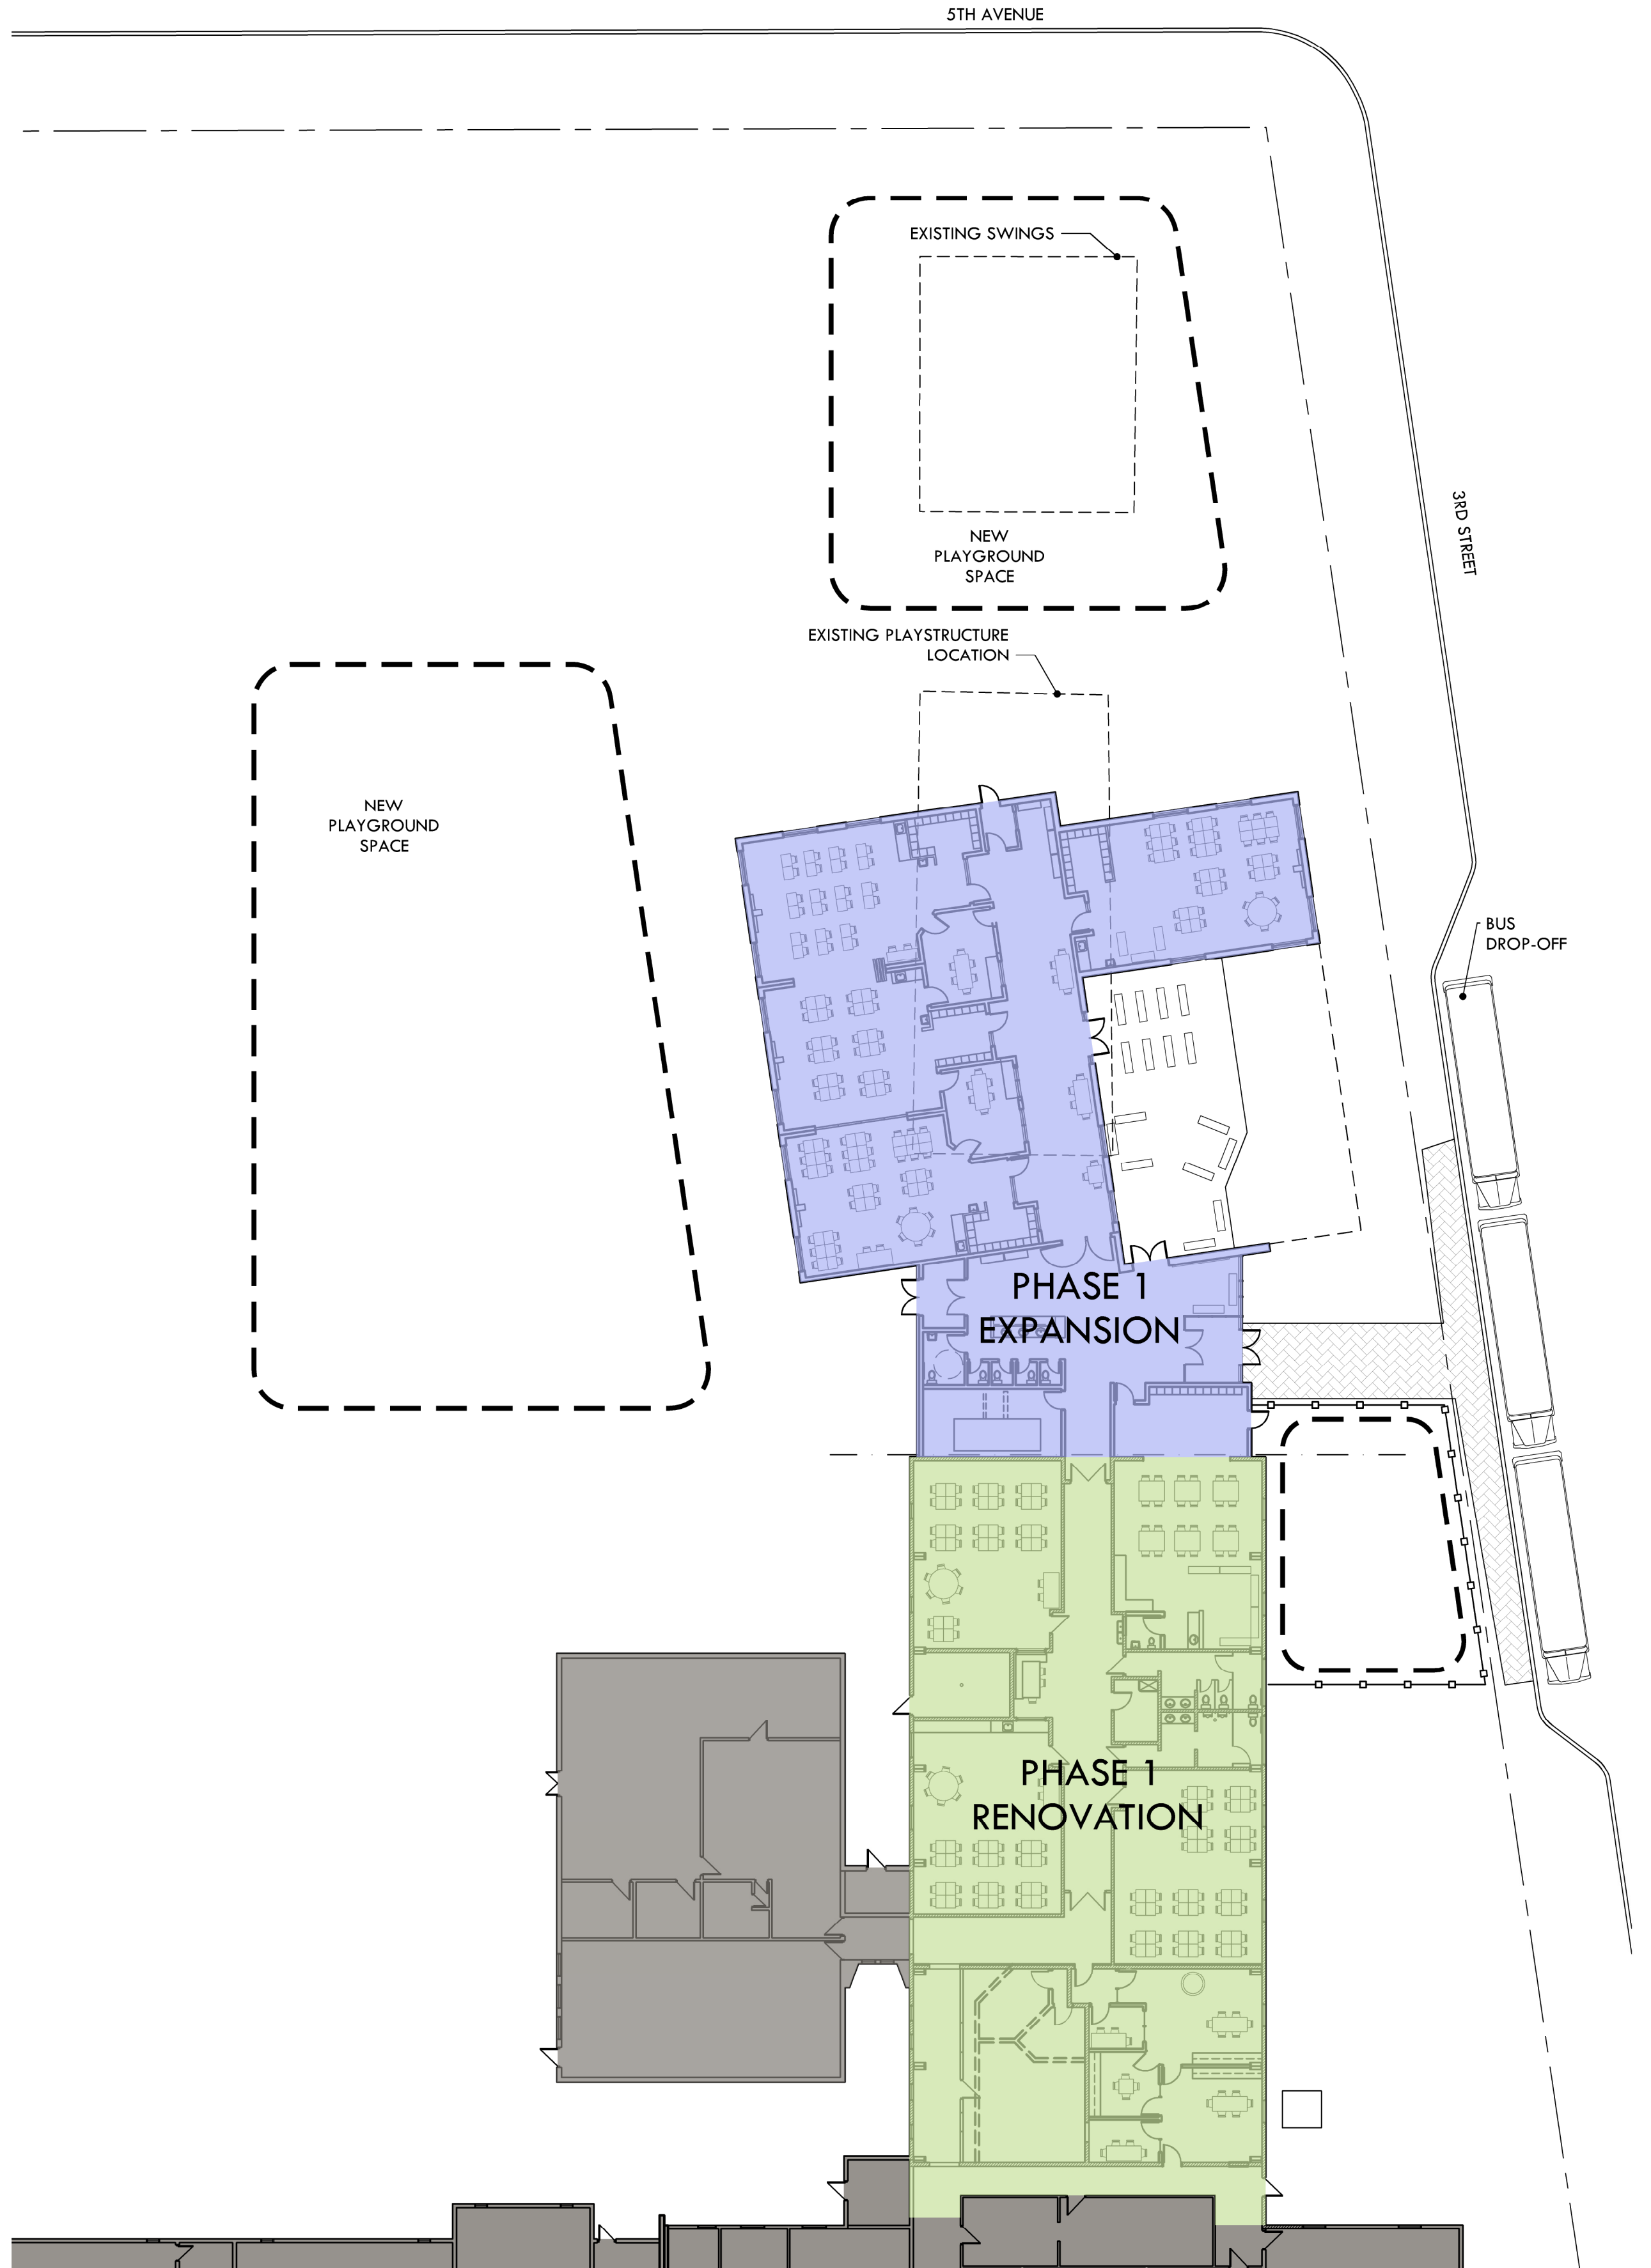 5TH AVENUE
EXISTING SWINGS
NEW
PLAYGROUND
SPACE
3RD STREET
EXISTING PLAYSTRUCTURE
LOCATION
NEW
PLAYGROUND
SPACE
BUS
DROP-OFF
PHASE 1
EXPANSION
PHASE 1
RENOVATION